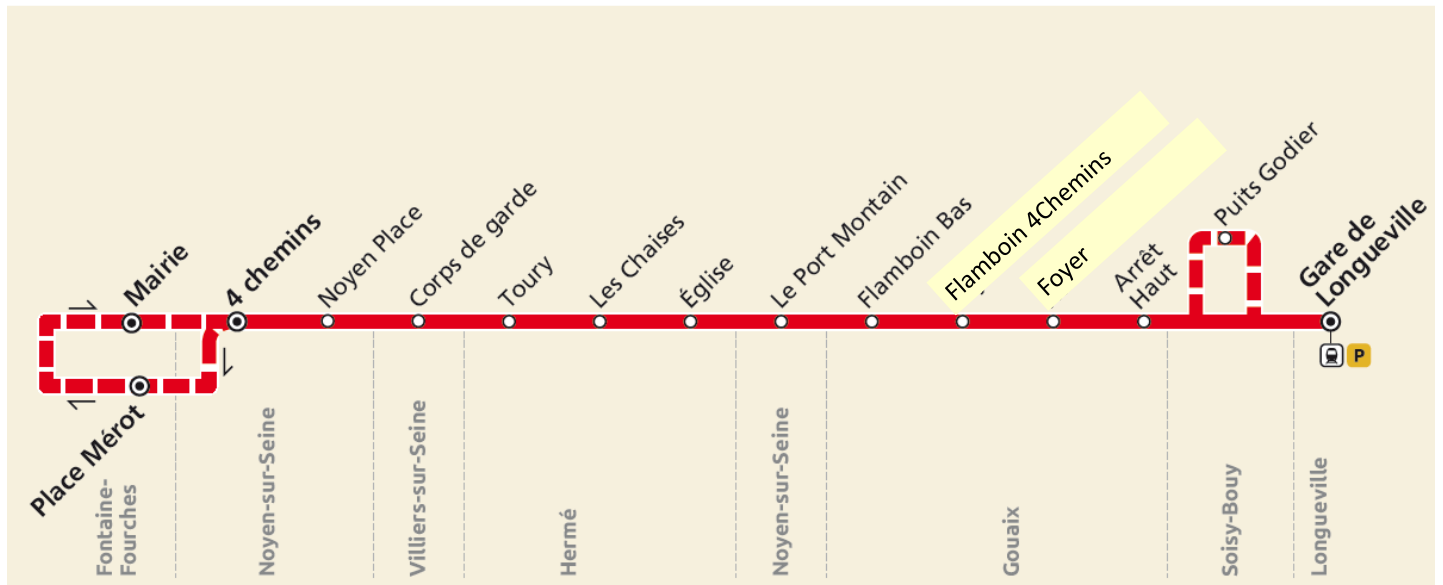 Mairie
4 chemins
Noyen Place
Corps de garde
Toury
Les Chaises
Église
Le Port Montain
Flamboin Bas
Flamboin 4Chemins
Foyer
Arrêt
Haut
Puits Godier
Gare de
Longueville
P
Place Mérot
Fontaine-
Fourches
Noyen-sur-Seine
Villiers-sur-Seine
Hermé
Noyen-sur-Seine
Gouaix
Soisy-Bouy
Longueville